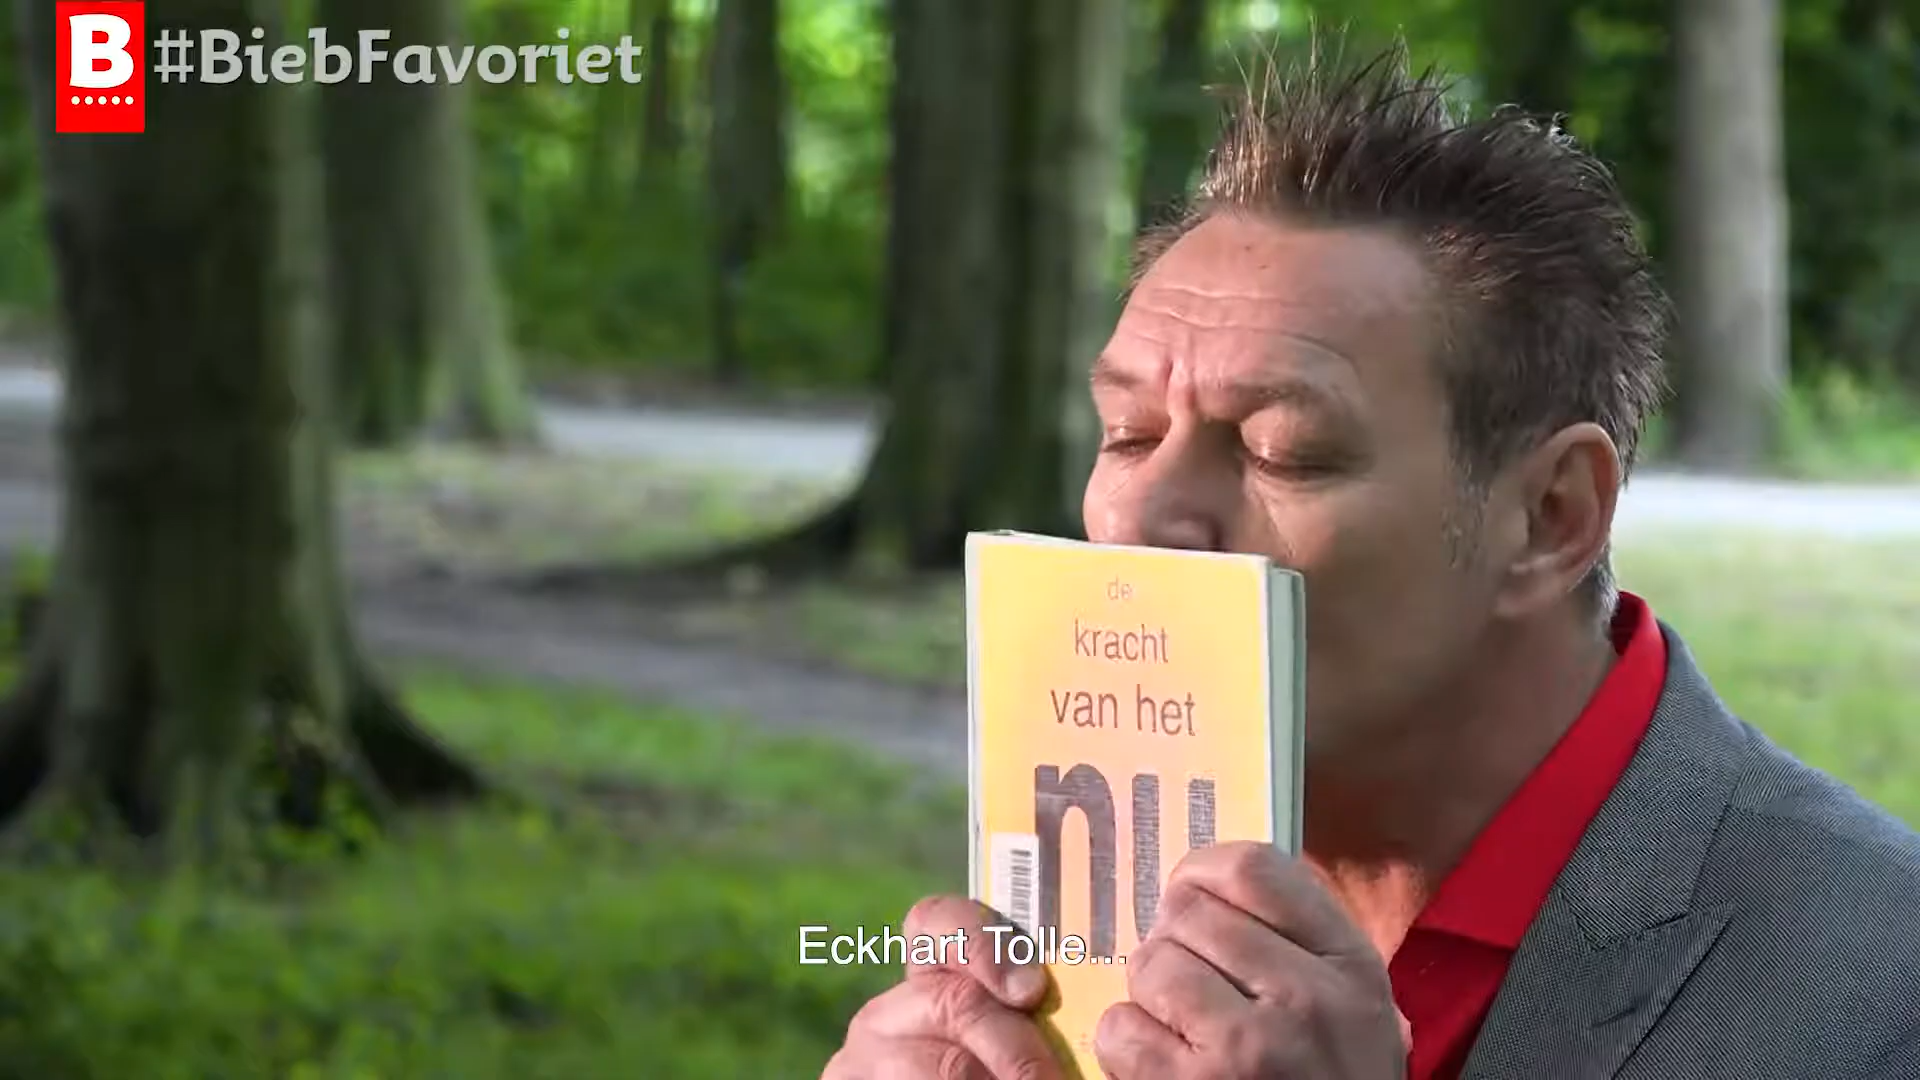 B #BiebFavoriet
de
kracht
van het
nu
Eckhart Tolle...